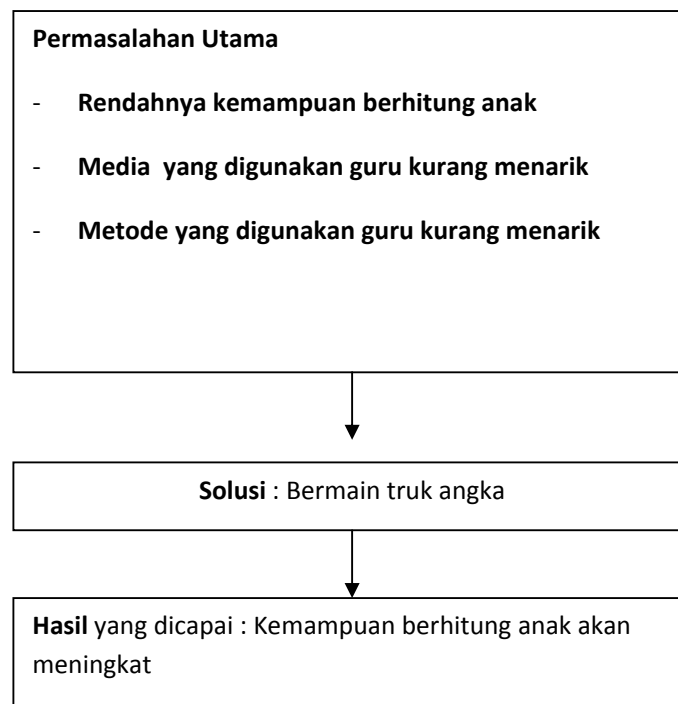 Permasalahan Utama
- Rendahnya kemampuan berhitung anak
- Media yang digunakan guru kurang menarik
- Metode yang digunakan guru kurang menarik
Solusi : Bermain truk angka
Hasil yang dicapai : Kemampuan berhitung anak akan
meningkat